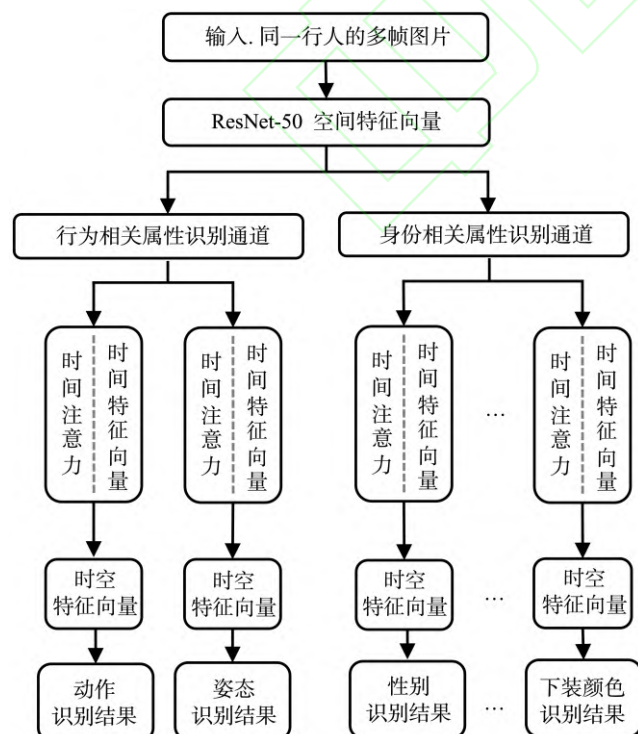 输入.同一行人的多帧图片
ResNet-50 空间特征向量
行为相关属性识别通道
身份相关属性识别通道
时间注意力
时间特征向量
时间注意力
时间特征向量
时间注意力
时间特征向量
…
时间注意力
时间特征向量
时空
特征向量
时空
特征向量
时空
特征向量
…
时空
特征向量
动作
识别结果
姿态
识别结果
性别
识别结果
…
下装颜色
识别结果